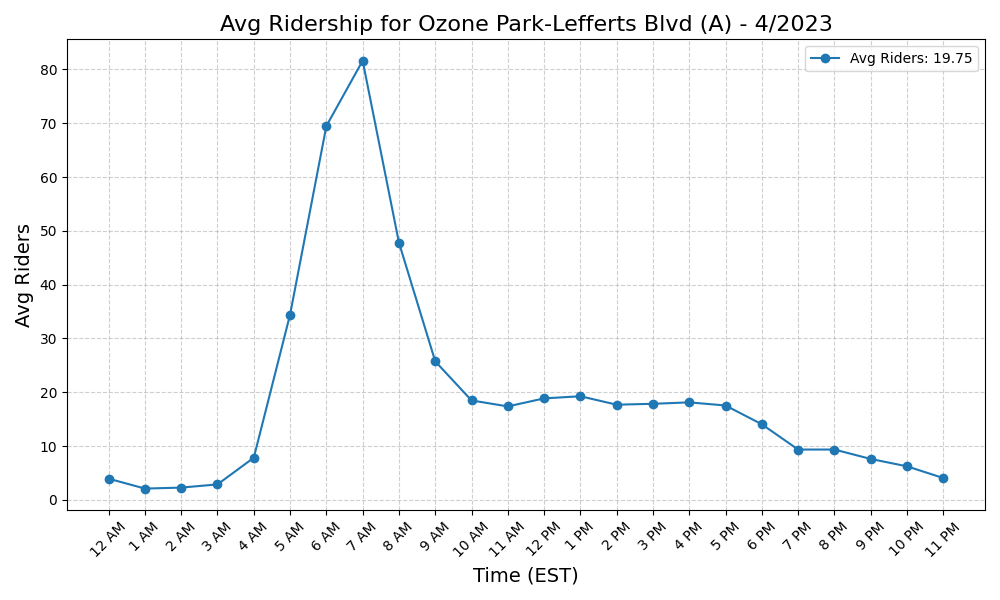 Avg Ridership for Ozone Park-Lefferts Blvd (A) - 4/2023
Avg Riders: 19.75
Avg Riders
80
70
60
50
40
30
20
10
0
12 AM 1 AM 2 AM 3 AM 4 AM 5 AM 6 AM 7 AM 8 AM 9 AM 10 AM 11 AM 12 PM 1 PM 2 PM 3 PM 4 PM 5 PM 6 PM 7 PM 8 PM 9 PM 10 PM 11 PM
Time (EST)